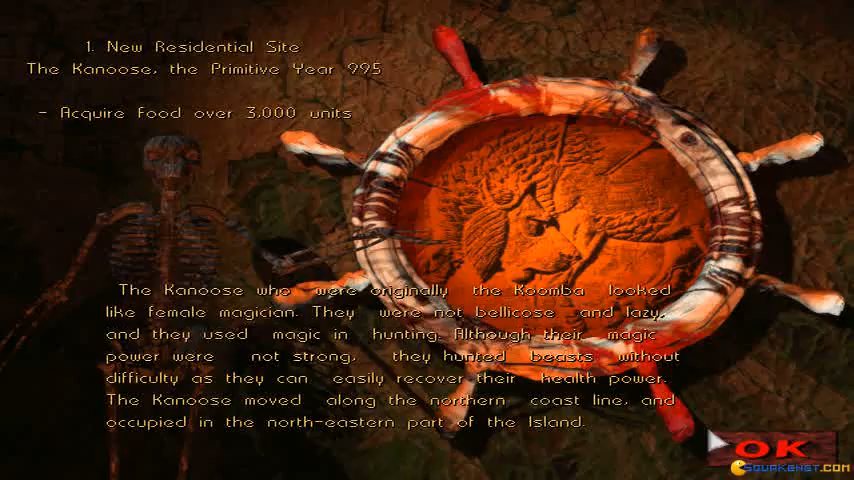 1. New Residential Site
The Kanoose, the Primitive Year 995
- Acquire Food over 3,000 units
The Kanoose who were originally the Koomba looked
like female magician. They were not bellicose and lazy,
and they used magic in hunting. Although their magic
power were not strong, they hunted beasts without
difficulty as they can easily recover their health power.
The Kanoose moved along the northern coast line, and
occupied in the north-eastern part of the Island.
OK
SQUAKENET.COM